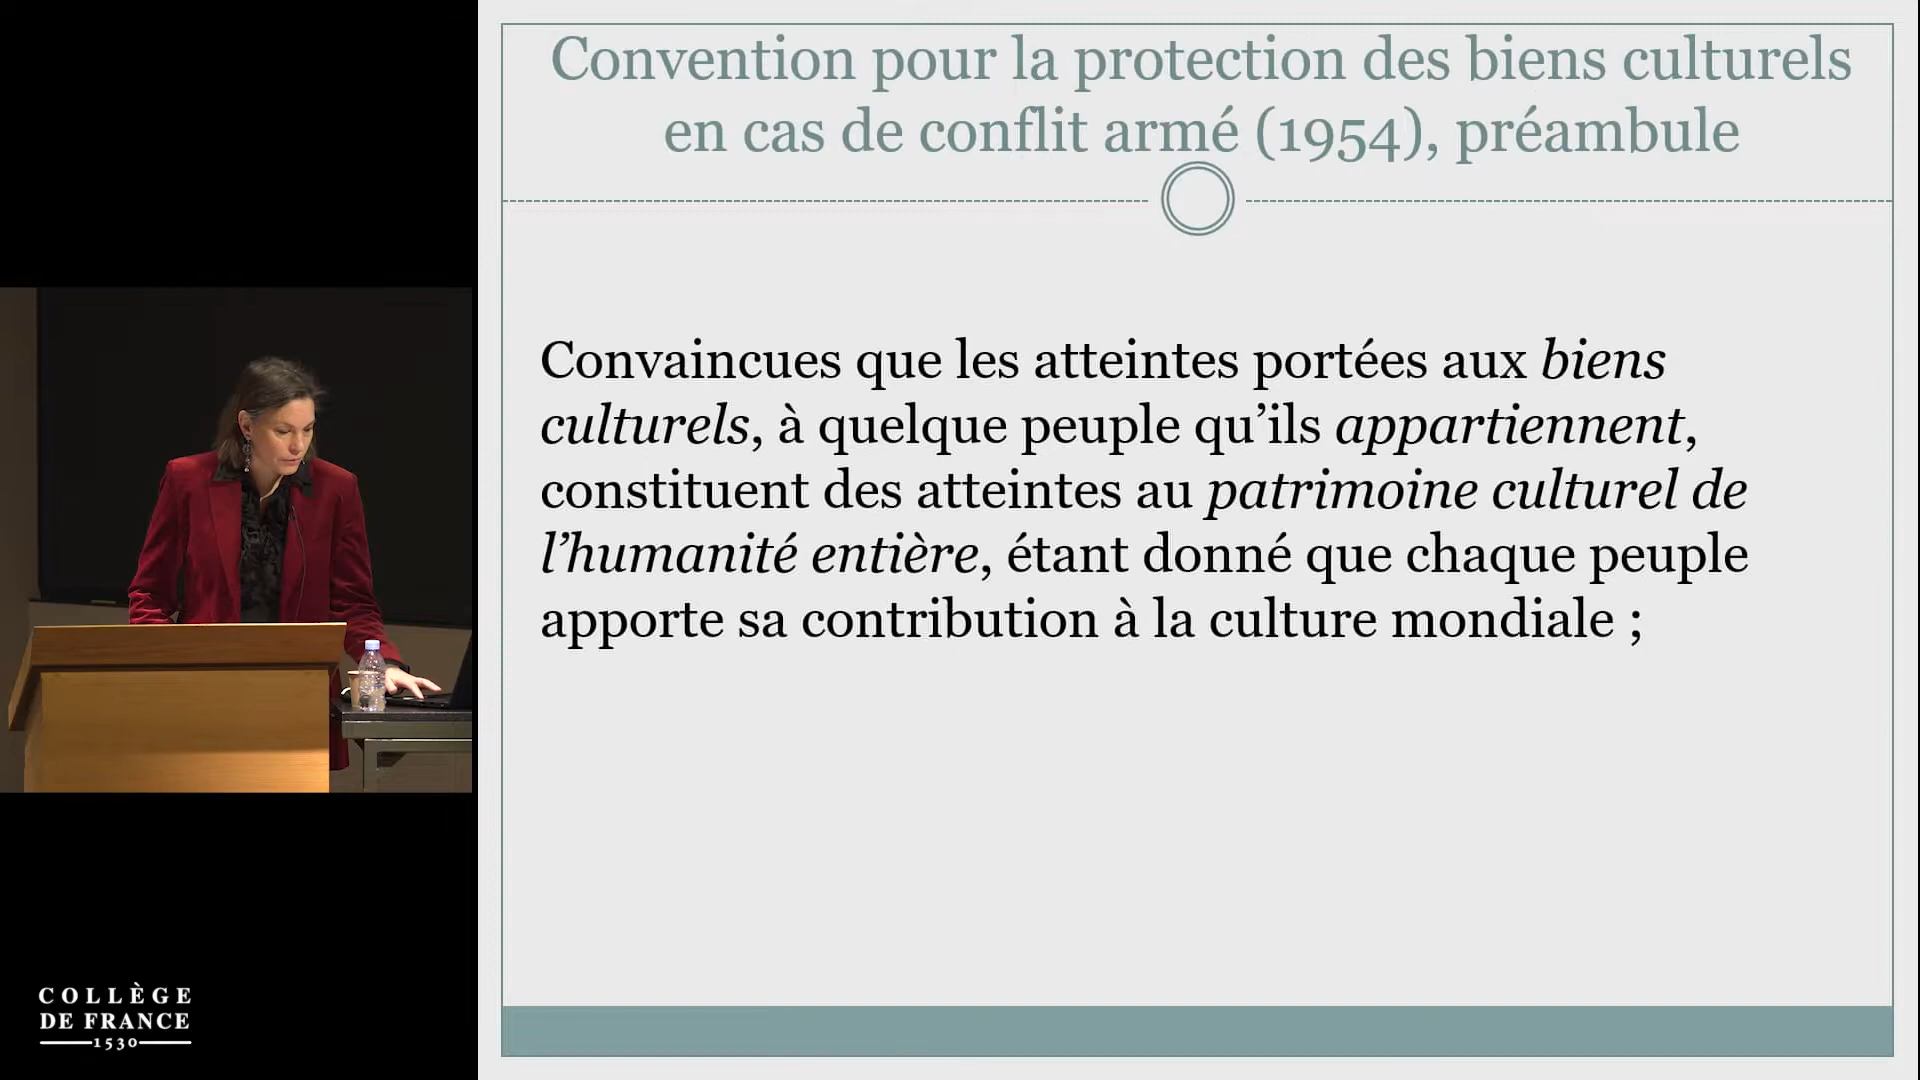 Convention pour la protection des biens culturels
en cas de conflit armé (1954), préambule
Convaincues que les atteintes portées aux biens
culturels, à quelque peuple qu’ils appartiennent,
constituent des atteintes au patrimoine culturel de
l’humanité entière, étant donné que chaque peuple
apporte sa contribution à la culture mondiale ;
COLLÈGE
DE FRANCE
1530